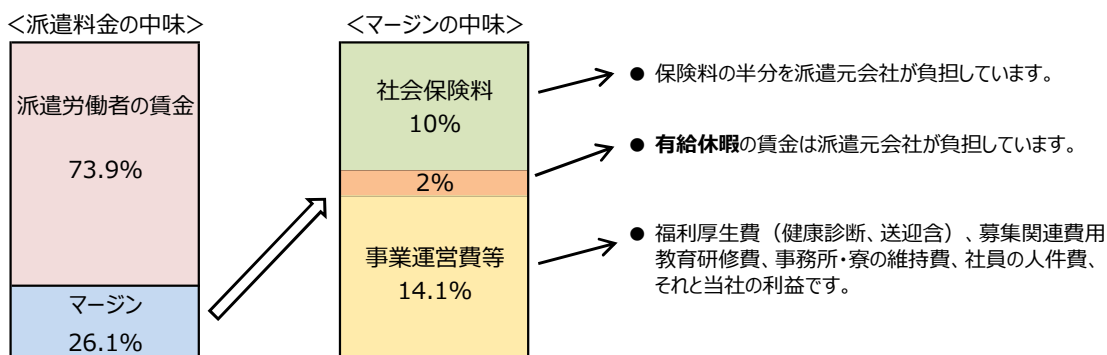 <派遣料金の中味>
派遣労働者の賃金
73.9%
マージン
26.1%
<マージンの中味>
社会保険料
10%
2%
事業運営費等
14.1%
● 保険料の半分を派遣元会社が負担しています。
● 有給休暇の賃金は派遣元会社が負担しています。
● 福利厚生費（健康診断、送迎含）、募集関連費用
教育研修費、事務所・寮の維持費、社員の人件費、
それと当社の利益です。